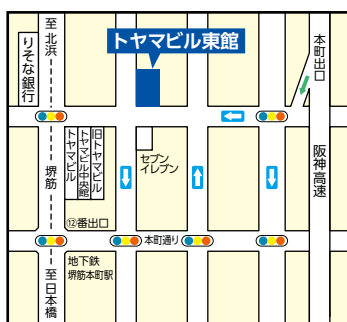 至北浜
りそな銀行
トヤマビル東館
本町出口
旧トヤマビル
トヤマビル中央館
トヤマビル
セブン
イレブン
堺筋
阪神高速
⑫番出口
本町通り
地下鉄
堺筋本町駅
至日本橋